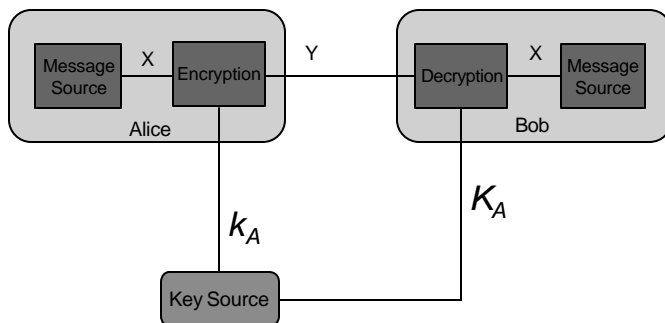 Message
Source
X
Encryption
Y
Decryption
X
Message
Source
Alice
Bob
k_A
K_A
Key Source